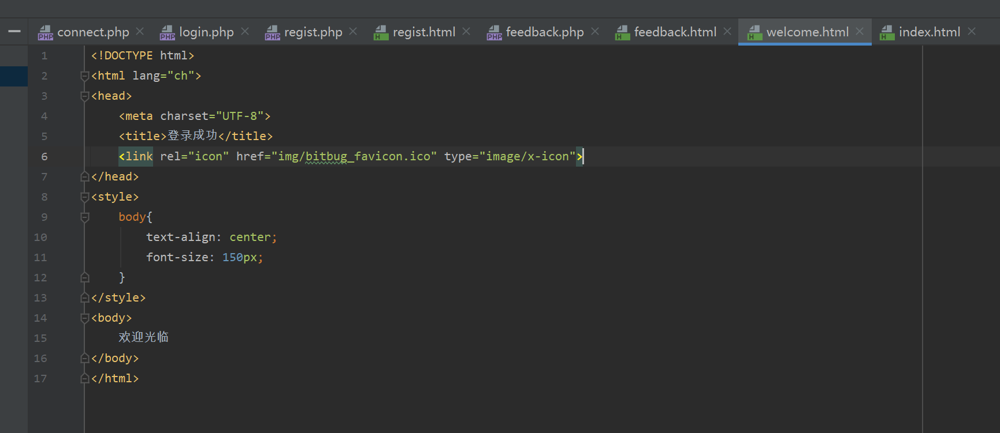 connect.php login.php regist.php regist.html feedback.php feedback.html welcome.html index.html
1 <!DOCTYPE html>
2 <html lang="ch">
3 <head>
4 <meta charset="UTF-8">
5 <title>登录成功</title>
6 <link rel="icon" href="img/bitbug_favicon.ico" type="image/x-icon">
7 </head>
8 <style>
9 body{
10 text-align: center;
11 font-size: 150px;
12 }
13 </style>
14 <body>
15 欢迎光临
16 </body>
17 </html>